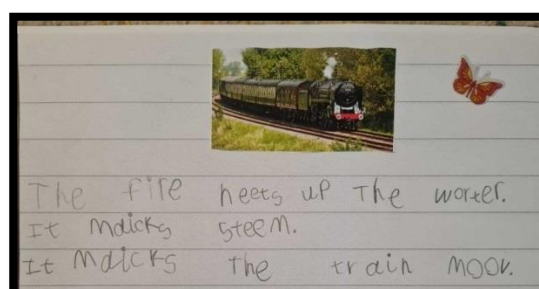 The fire heets up The worter.
It maicks steem.
It maicks The train moov.